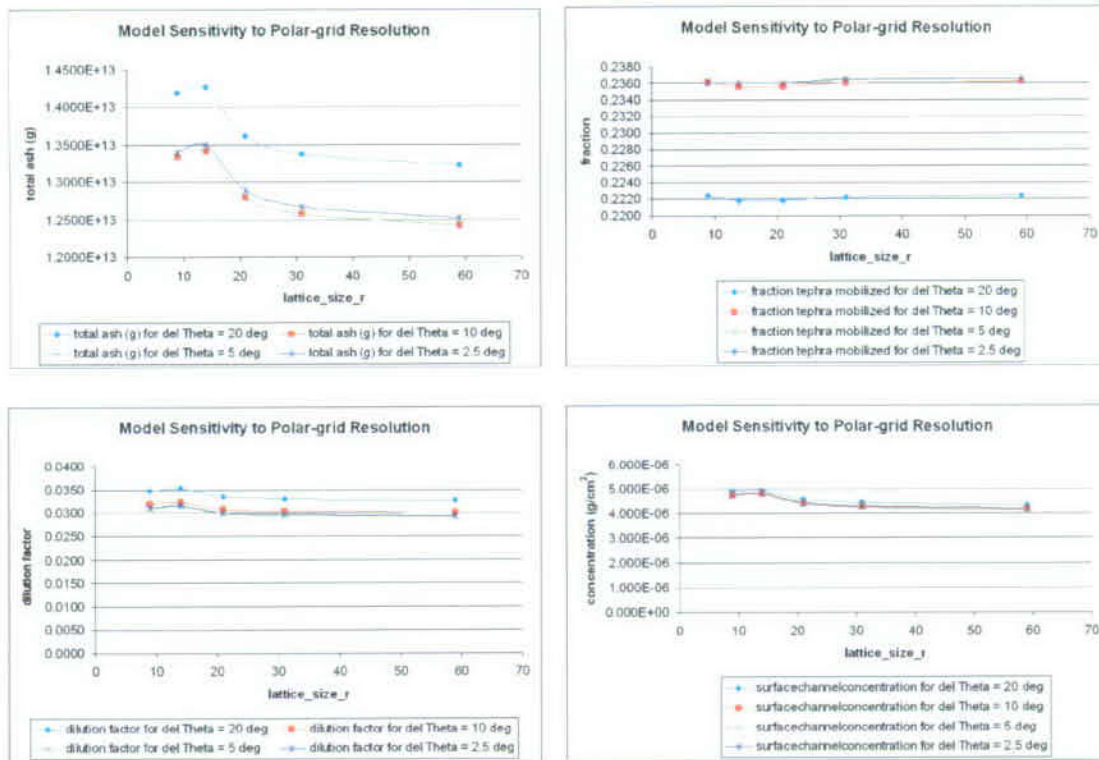 Model Sensitivity to Polar-grid Resolution
total ash (g)
1.4500E+13
1.4000E+13
1.3500E+13
1.3000E+13
1.2500E+13
1.2000E+13
0 10 20 30 40 50 60 70
lattice_size_r
total ash (g) for del Theta = 20 deg total ash (g) for del Theta = 10 deg
total ash (g) for del Theta = 5 deg total ash (g) for del Theta = 2.5 deg
Model Sensitivity to Polar-grid Resolution
fraction
0.2380
0.2360
0.2340
0.2320
0.2300
0.2280
0.2260
0.2240
0.2220
0.2200
0 10 20 30 40 50 60 70
lattice_size_r
fraction tephra mobilized for del Theta = 20 deg
fraction tephra mobilized for del Theta = 10 deg
fraction tephra mobilized for del Theta = 5 deg
fraction tephra mobilized for del Theta = 2.5 deg
Model Sensitivity to Polar-grid Resolution
dilution factor
0.0400
0.0350
0.0300
0.0250
0.0200
0.0150
0.0100
0.0050
0.0000
0 10 20 30 40 50 60 70
lattice_size_r
dilution factor for del Theta = 20 deg dilution factor for del Theta = 10 deg
dilution factor for del Theta = 5 deg dilution factor for del Theta = 2.5 deg
Model Sensitivity to Polar-grid Resolution
concentration (g/cm²)
6.000E-06
5.000E-06
4.000E-06
3.000E-06
2.000E-06
1.000E-06
0.000E+00
0 10 20 30 40 50 60 70
lattice_size_r
surfacechannelconcentration for del Theta = 20 deg
surfacechannelconcentration for del Theta = 10 deg
surfacechannelconcentration for del Theta = 5 deg
surfacechannelconcentration for del Theta = 2.5 deg